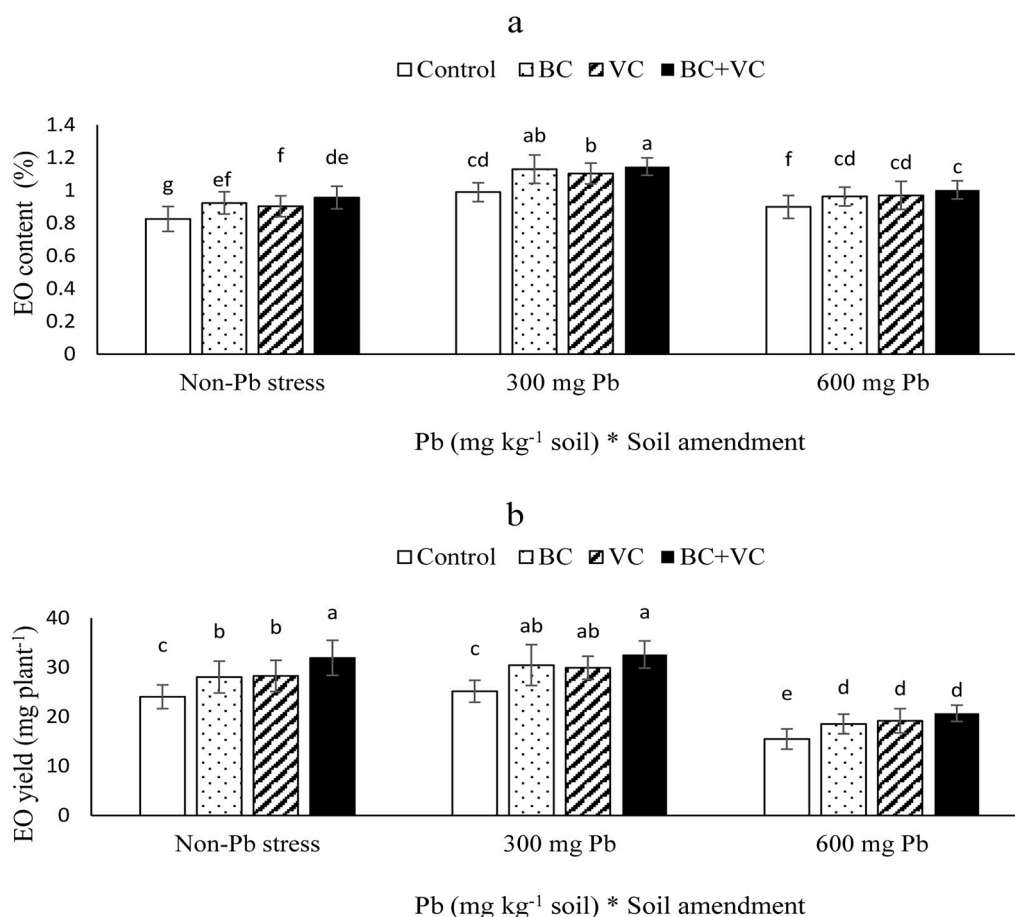 a
Control BC VC BC+VC
EO content (%)
1.4
1.2
1
0.8
0.6
0.4
0.2
0
g ef f de cd ab b a f cd cd c
Non-Pb stress 300 mg Pb 600 mg Pb
Pb (mg kg⁻¹ soil) * Soil amendment
b
Control BC VC BC+VC
EO yield (mg plant⁻¹)
40
30
20
10
0
c b b a c ab ab a e d d d
Non-Pb stress 300 mg Pb 600 mg Pb
Pb (mg kg⁻¹ soil) * Soil amendment